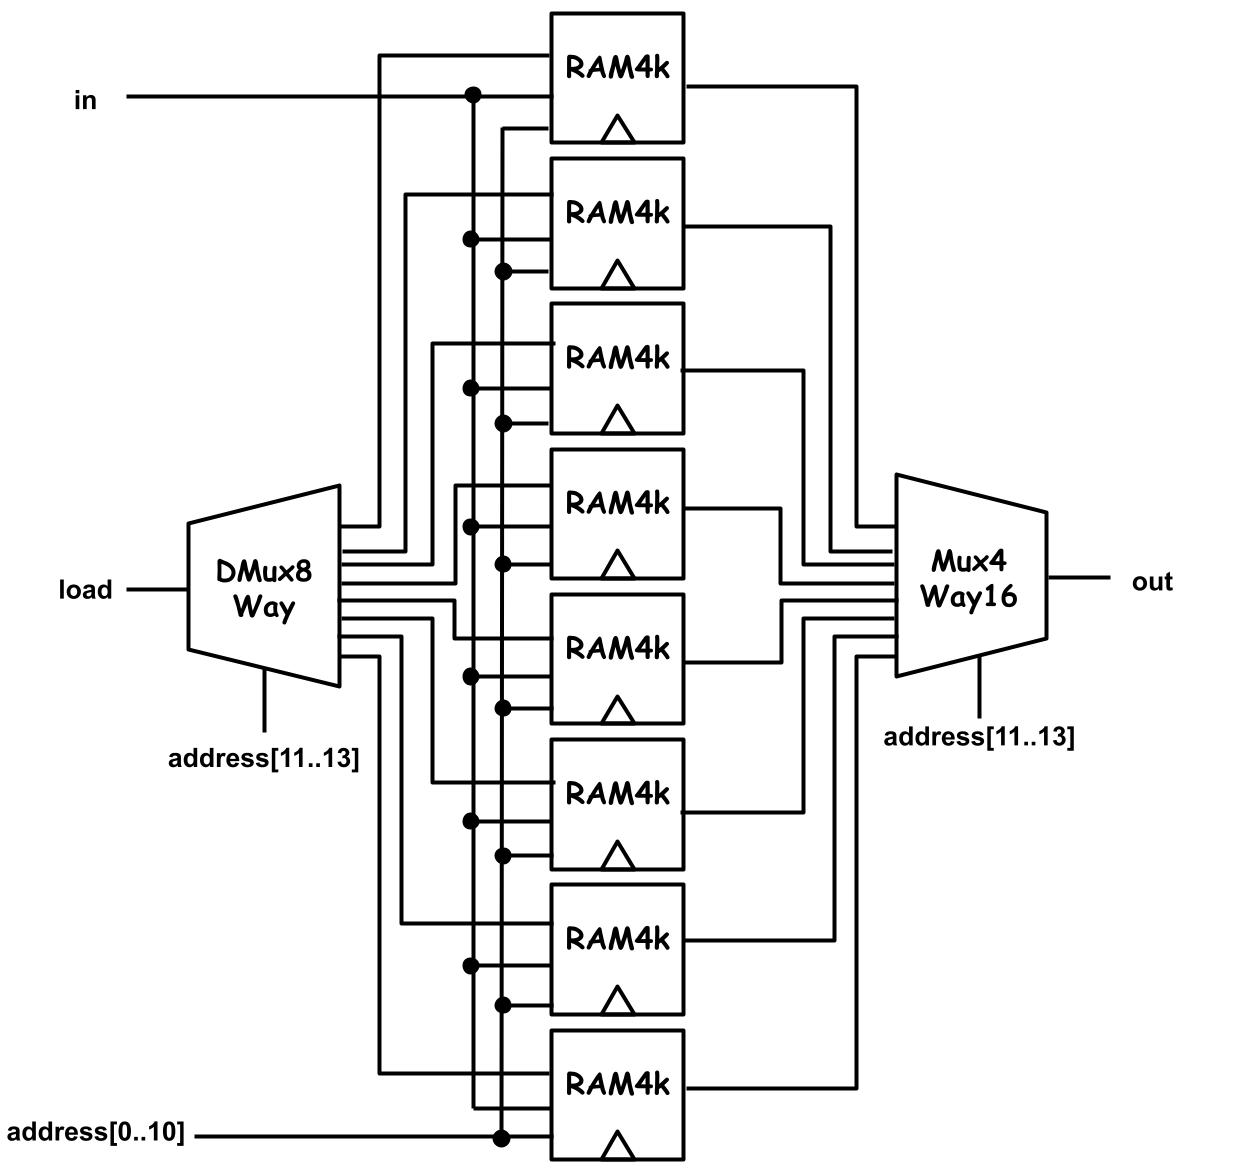 RAM4k
in
RAM4k
RAM4k
RAM4k
DMux8
Way
load
Mux4
Way16
out
RAM4k
address[11..13]
address[11..13]
RAM4k
RAM4k
RAM4k
address[0..10]